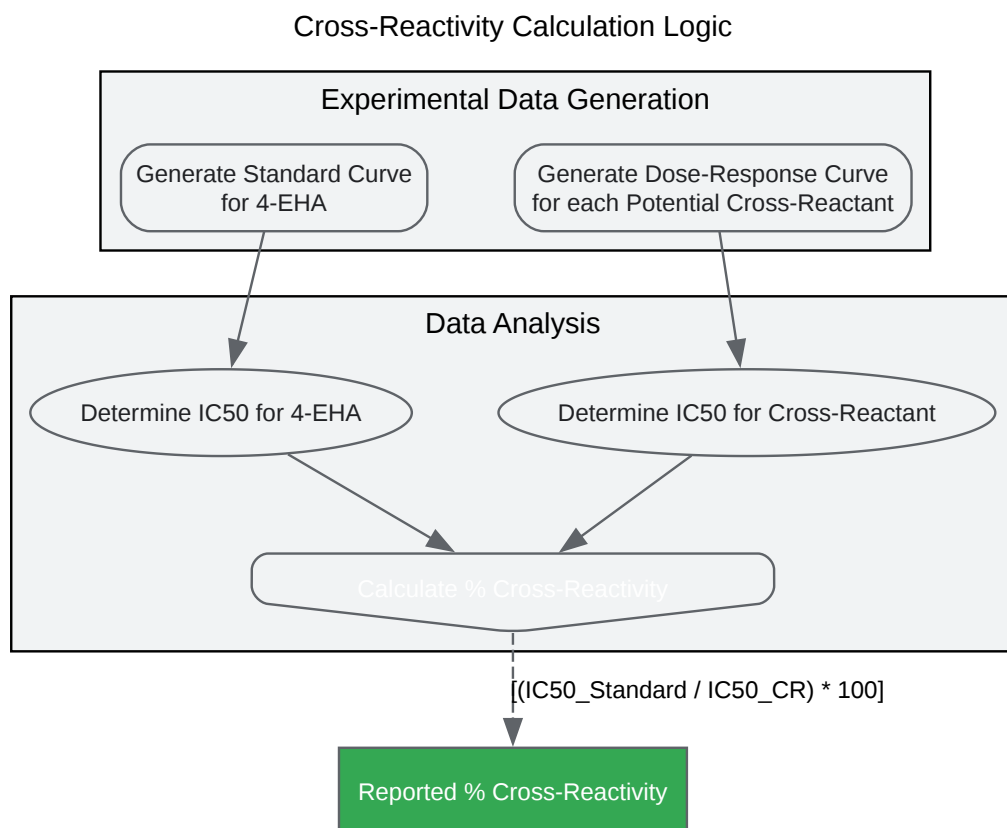 Cross-Reactivity Calculation Logic
Experimental Data Generation
Generate Standard Curve
for 4-EHA
Generate Dose-Response Curve
for each Potential Cross-Reactant
Data Analysis
Determine IC50 for 4-EHA
Determine IC50 for Cross-Reactant
Calculate % Cross-Reactivity
[(IC50_Standard / IC50_CR) * 100]
Reported % Cross-Reactivity